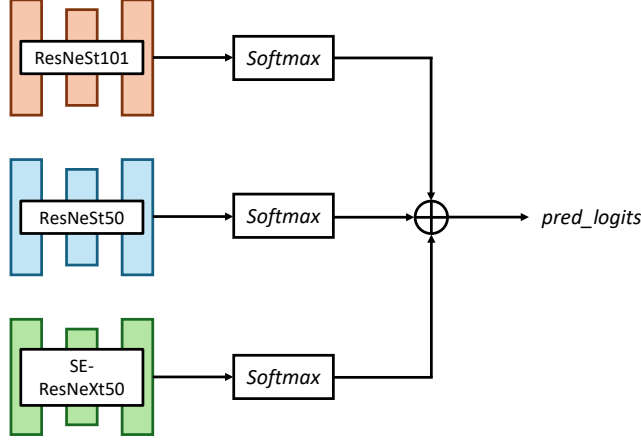 ResNeSt101
Softmax
ResNeSt50
Softmax
pred_logits
SE-
ResNeXt50
Softmax